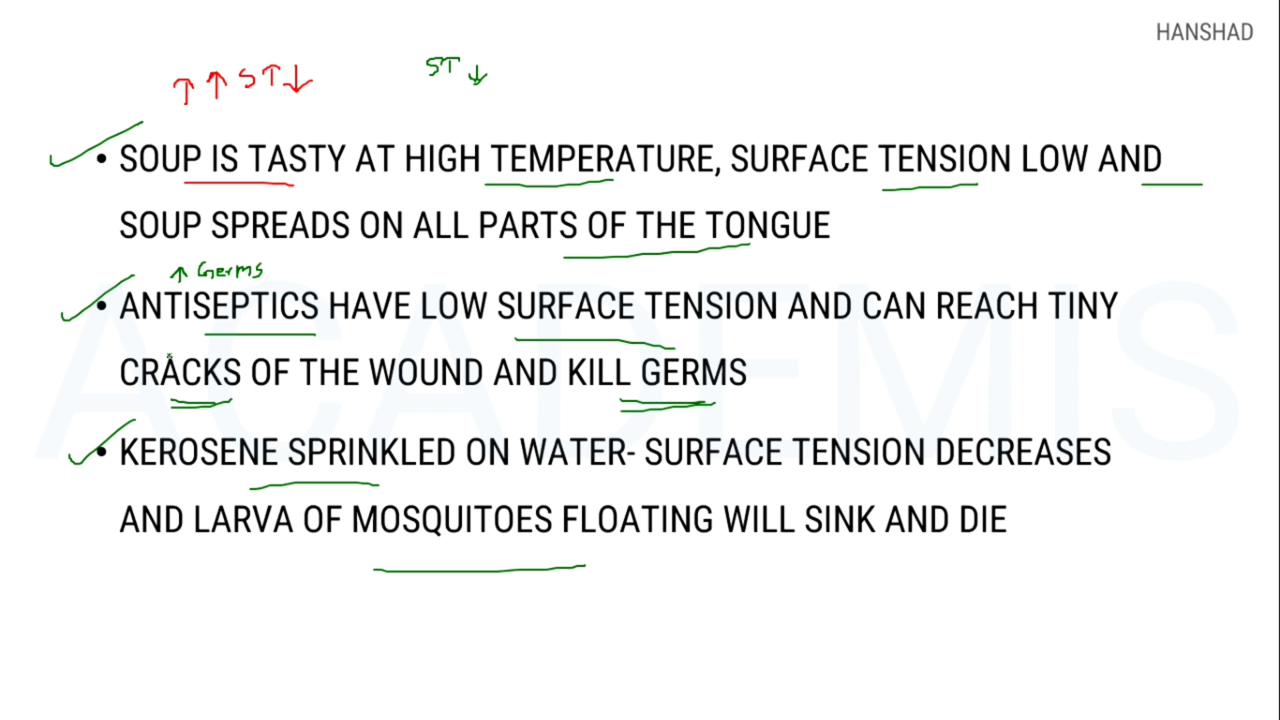 HANSHAD
↑ ↑ ST↓
ST↓
• SOUP IS TASTY AT HIGH TEMPERATURE, SURFACE TENSION LOW AND
SOUP SPREADS ON ALL PARTS OF THE TONGUE
↑ Germs
• ANTISEPTICS HAVE LOW SURFACE TENSION AND CAN REACH TINY
CRACKS OF THE WOUND AND KILL GERMS
• KEROSENE SPRINKLED ON WATER- SURFACE TENSION DECREASES
AND LARVA OF MOSQUITOES FLOATING WILL SINK AND DIE
ACADEMIS